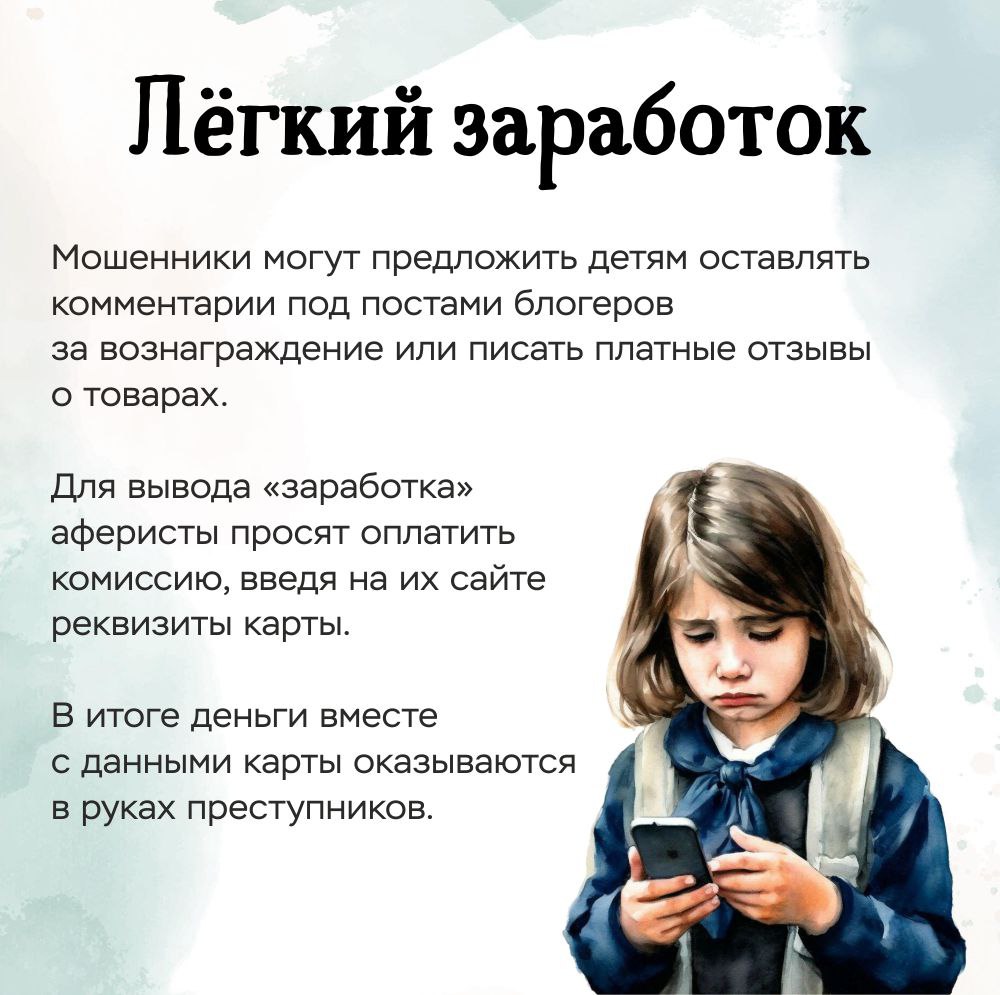 Лёгкий заработок
Мошенники могут предложить детям оставлять
комментарии под постами блогеров
за вознаграждение или писать платные отзывы
о товарах.
Для вывода «заработка»
аферисты просят оплатить
комиссию, введя на их сайте
реквизиты карты.
В итоге деньги вместе
с данными карты оказываются
в руках преступников.